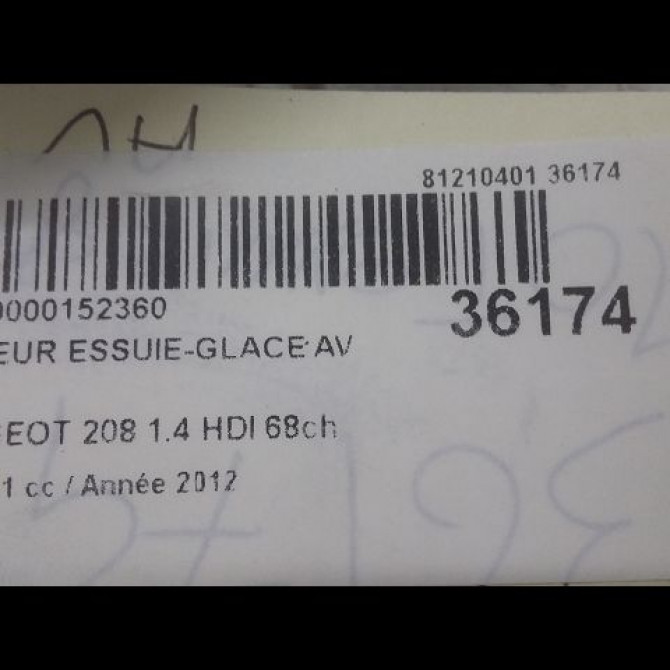 81210401 36174
0000152360
36174
EUR ESSUIE-GLACE AV
EOT 208 1.4 HDI 68ch
1 cc / Année 2012